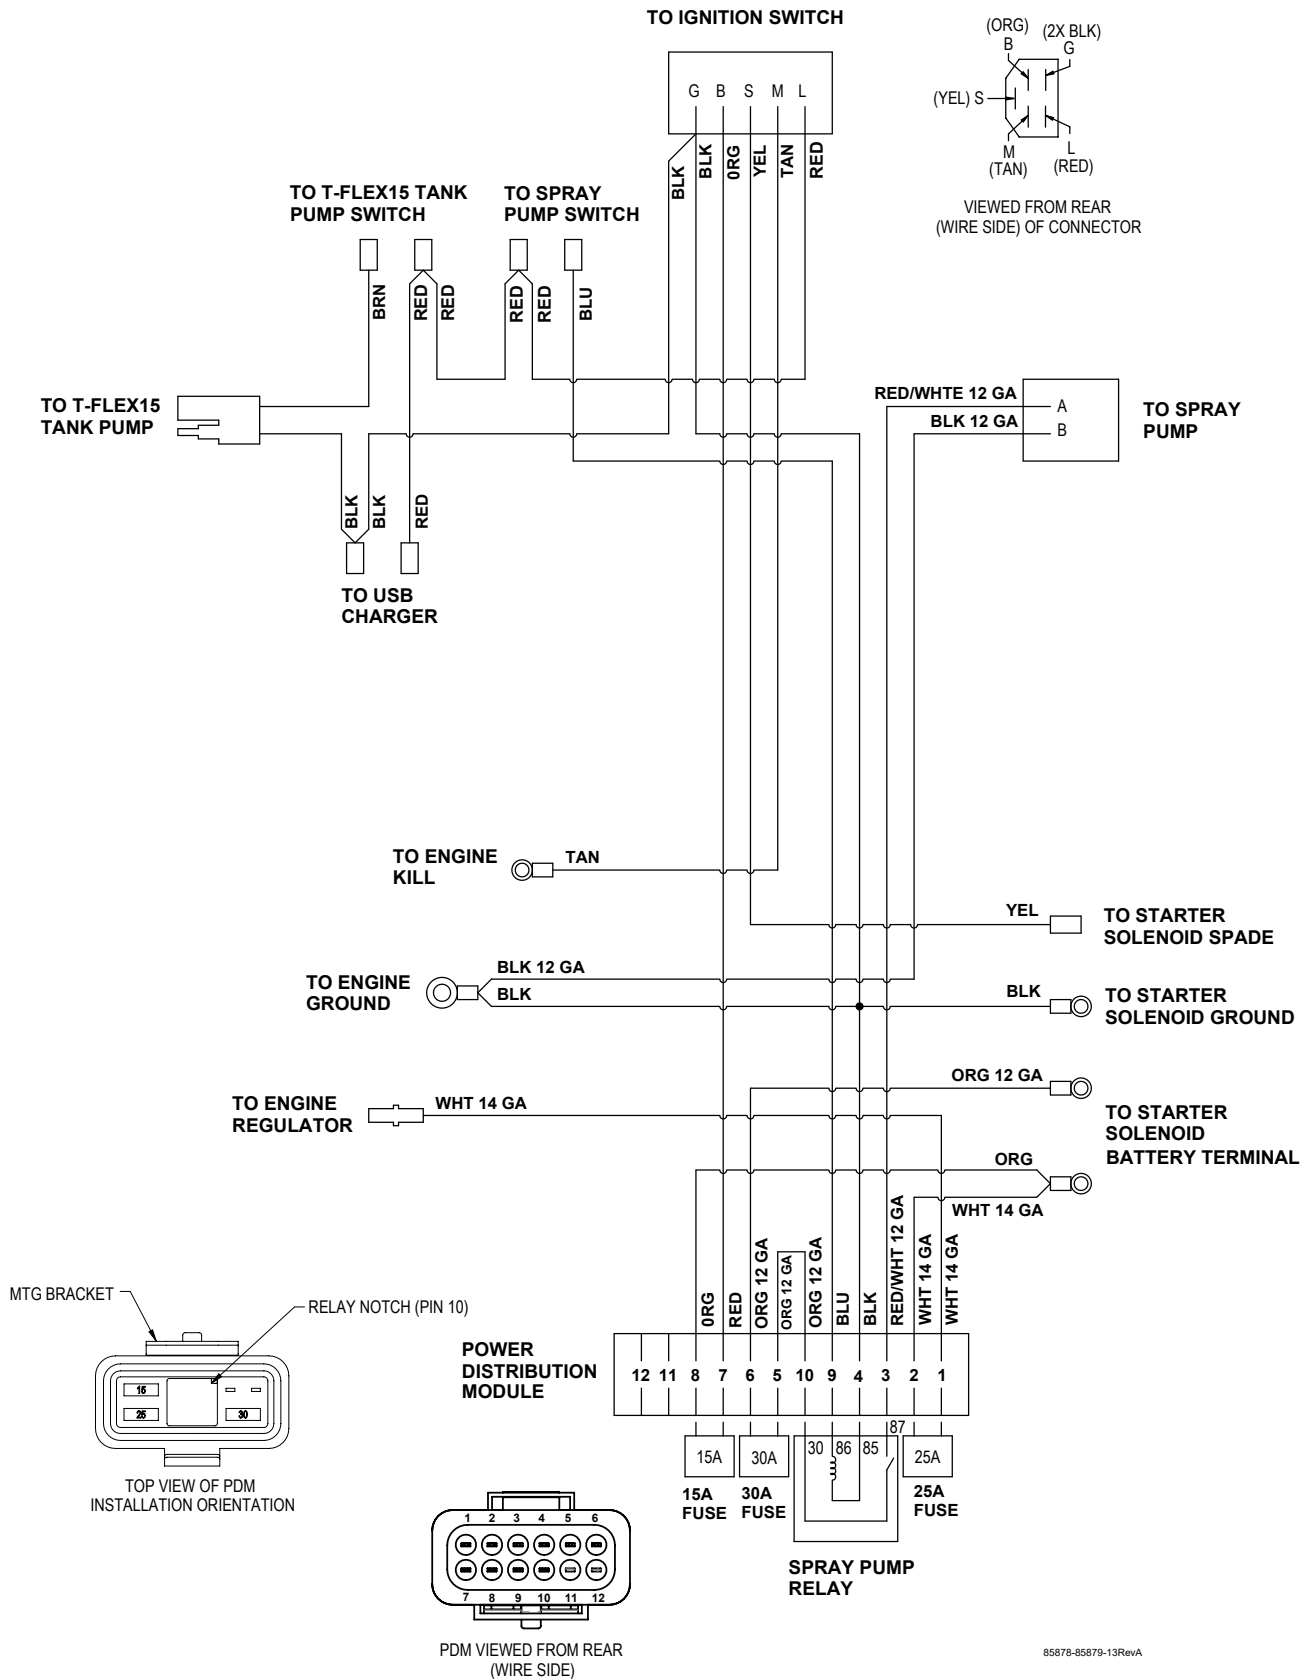 TO IGNITION SWITCH
G B S M L
BLK
BLK
0RG
YEL
TAN
RED
(ORG)
B
(2X BLK)
G
(YEL) S
M
(TAN)
L
(RED)
VIEWED FROM REAR
(WIRE SIDE) OF CONNECTOR
TO T-FLEX15 TANK
PUMP SWITCH
TO SPRAY
PUMP SWITCH
BRN
RED
RED
RED
RED
BLU
TO T-FLEX15
TANK PUMP
RED/WHTE 12 GA
BLK 12 GA
A
B
TO SPRAY
PUMP
BLK
BLK
RED
TO USB
CHARGER
TO ENGINE
KILL
TAN
YEL
TO STARTER
SOLENOID SPADE
TO ENGINE
GROUND
BLK 12 GA
BLK
BLK
TO STARTER
SOLENOID GROUND
ORG 12 GA
TO ENGINE
REGULATOR
WHT 14 GA
TO STARTER
SOLENOID
BATTERY TERMINAL
ORG
WHT 14 GA
0RG
RED
ORG 12 GA
ORG 12 GA
ORG 12 GA
BLU
BLK
RED/WHT 12 GA
WHT 14 GA
WHT 14 GA
POWER
DISTRIBUTION
MODULE
12 11 8 7 6 5 10 9 4 3 2 1
15A
30A
30 86 85
87
25A
15A
FUSE
30A
FUSE
25A
FUSE
SPRAY PUMP
RELAY
MTG BRACKET
RELAY NOTCH (PIN 10)
15
25
30
TOP VIEW OF PDM
INSTALLATION ORIENTATION
1 2 3 4 5 6
7 8 9 10 11 12
PDM VIEWED FROM REAR
(WIRE SIDE)
85878-85879-13RevA